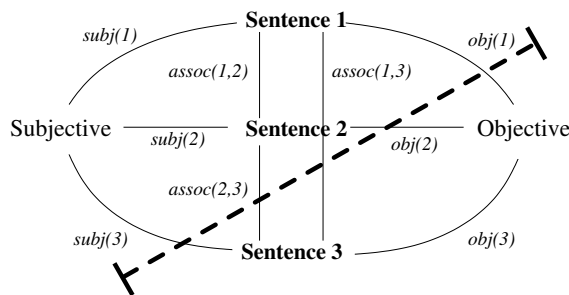 Sentence 1
subj(1)
obj(1)
assoc(1,2)
assoc(1,3)
Subjective
Sentence 2
Objective
subj(2)
obj(2)
assoc(2,3)
subj(3)
obj(3)
Sentence 3